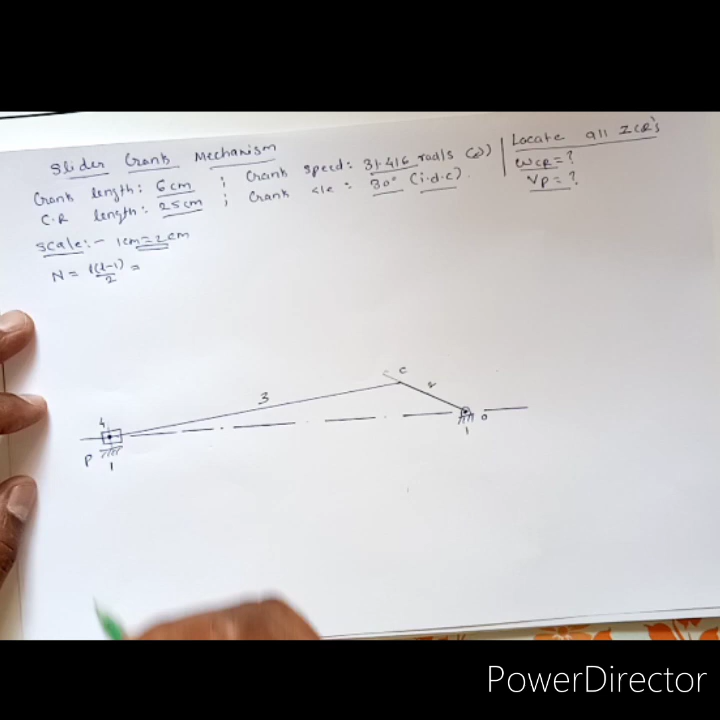 Slider Crank Mechanism
Crank length: 6cm ; Crank Speed: 31.416 rad/s (2)
C.R length: 25cm ; Crank <le : 30° (i.d.c).
Locate all ICR's
ωCR = ?
VP = ?
Scale:- 1cm = 2cm
N = l(l-1)/2 =
C
2
3
4
P
1
O
1
PowerDirector